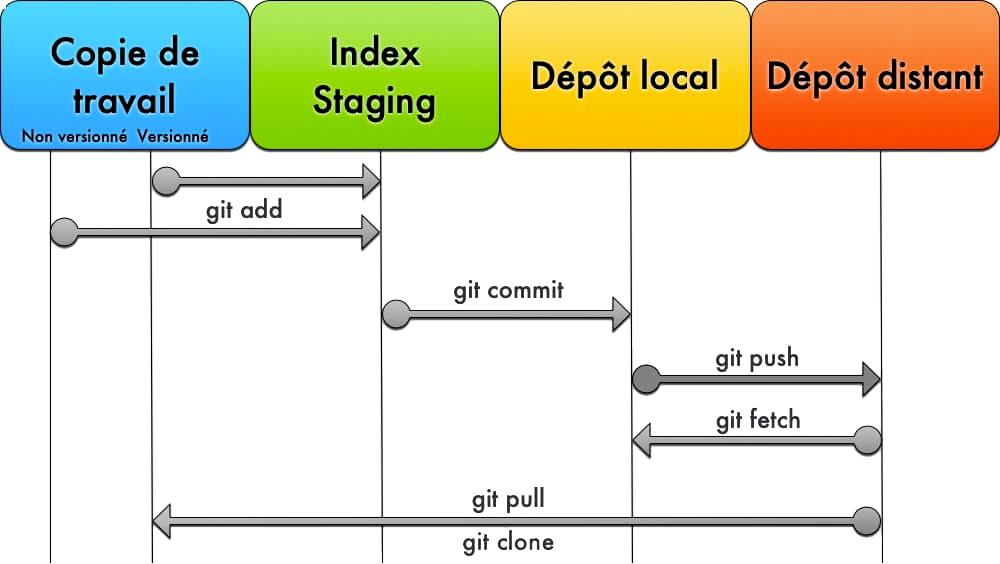 Copie de
travail
Non versionné Versionné
Index
Staging
Dépôt local
Dépôt distant
git add
git commit
git push
git fetch
git pull
git clone